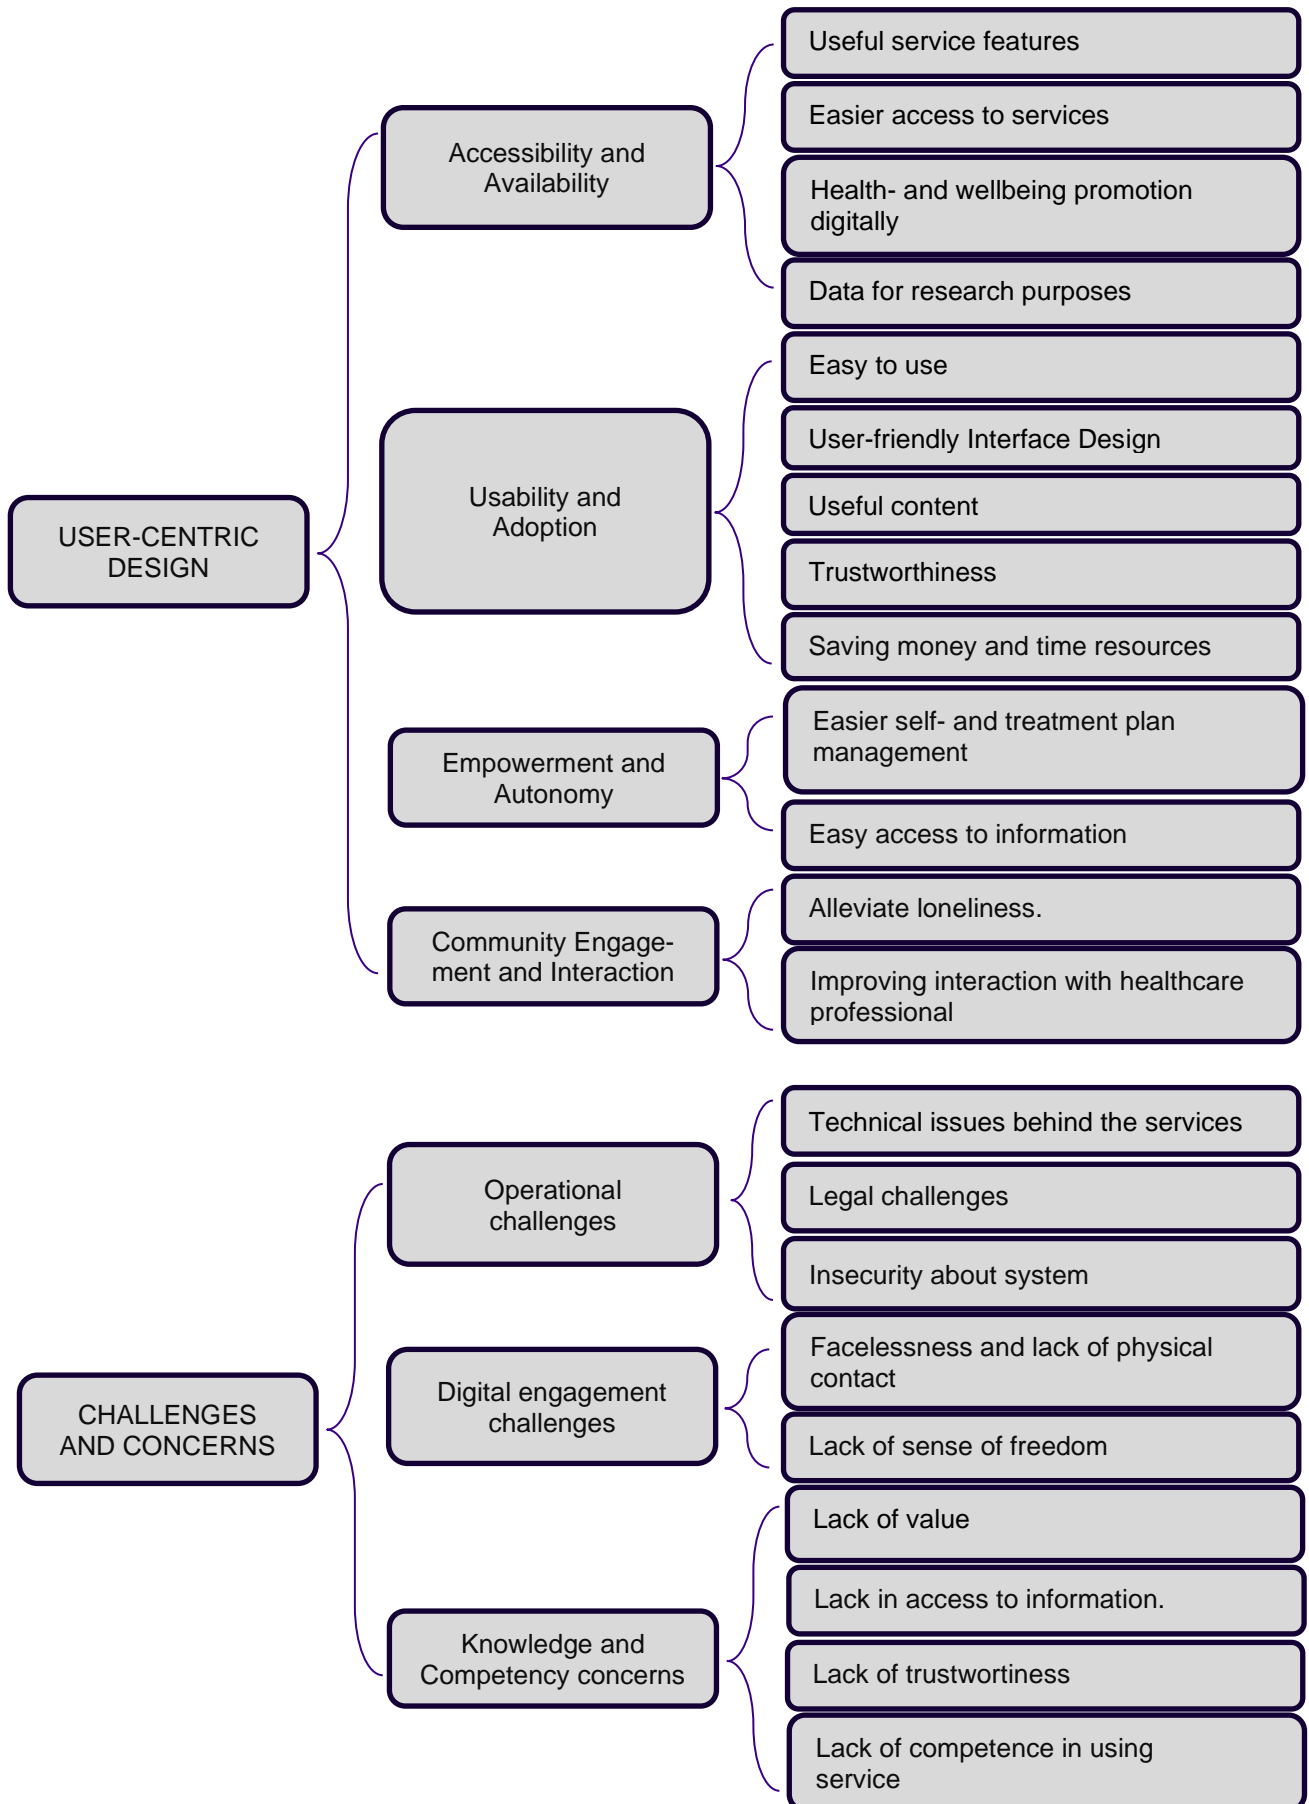 USER-CENTRIC
DESIGN
Accessibility and
Availability
Useful service features
Easier access to services
Health- and wellbeing promotion
digitally
Data for research purposes
Usability and
Adoption
Easy to use
User-friendly Interface Design
Useful content
Trustworthiness
Saving money and time resources
Empowerment and
Autonomy
Easier self- and treatment plan
management
Easy access to information
Community Engage-
ment and Interaction
Alleviate loneliness.
Improving interaction with healthcare
professional
CHALLENGES
AND CONCERNS
Operational
challenges
Technical issues behind the services
Legal challenges
Insecurity about system
Digital engagement
challenges
Facelessness and lack of physical
contact
Lack of sense of freedom
Knowledge and
Competency concerns
Lack of value
Lack in access to information.
Lack of trustwortiness
Lack of competence in using
service